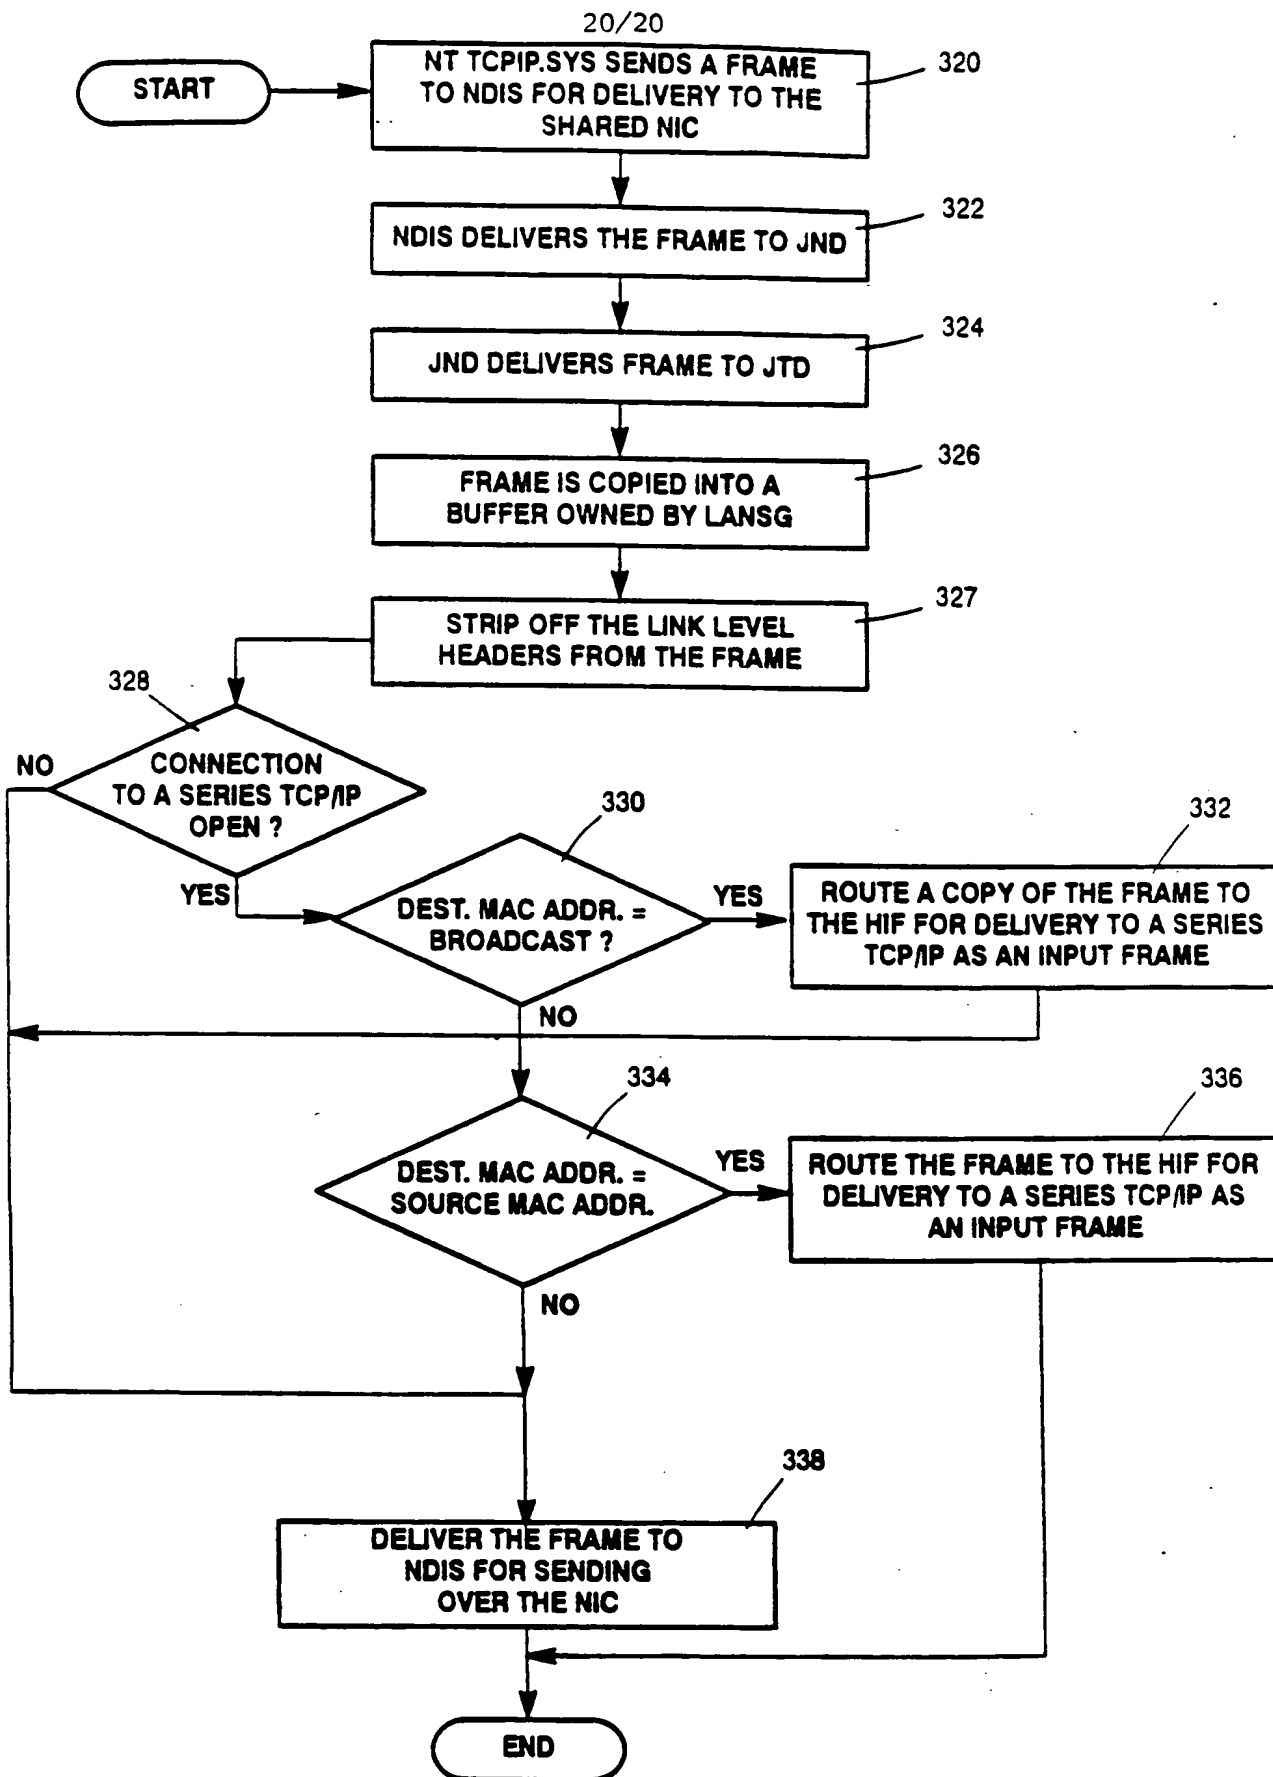 20/20
START
NT TCPIP.SYS SENDS A FRAME
TO NDIS FOR DELIVERY TO THE
SHARED NIC
320
NDIS DELIVERS THE FRAME TO JND
322
JND DELIVERS FRAME TO JTD
324
FRAME IS COPIED INTO A
BUFFER OWNED BY LANSG
326
STRIP OFF THE LINK LEVEL
HEADERS FROM THE FRAME
327
328
NO
CONNECTION
TO A SERIES TCP/IP
OPEN ?
YES
330
DEST. MAC ADDR. =
BROADCAST ?
YES
NO
332
ROUTE A COPY OF THE FRAME TO
THE HIF FOR DELIVERY TO A SERIES
TCP/IP AS AN INPUT FRAME
334
DEST. MAC ADDR. =
SOURCE MAC ADDR.
YES
NO
336
ROUTE THE FRAME TO THE HIF FOR
DELIVERY TO A SERIES TCP/IP AS
AN INPUT FRAME
338
DELIVER THE FRAME TO
NDIS FOR SENDING
OVER THE NIC
END